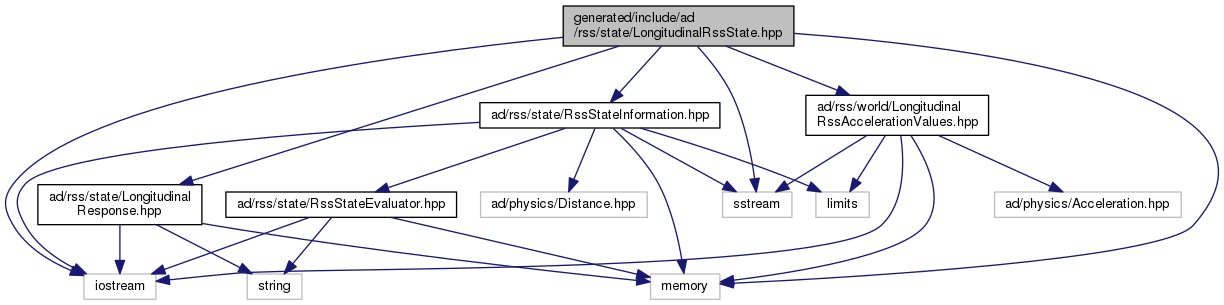 generated/include/ad
/rss/state/LongitudinalRssState.hpp
ad/rss/state/RssStateInformation.hpp
ad/rss/world/Longitudinal
RssAccelerationValues.hpp
ad/rss/state/Longitudinal
Response.hpp
ad/rss/state/RssStateEvaluator.hpp
ad/physics/Distance.hpp
sstream
limits
ad/physics/Acceleration.hpp
iostream
string
memory